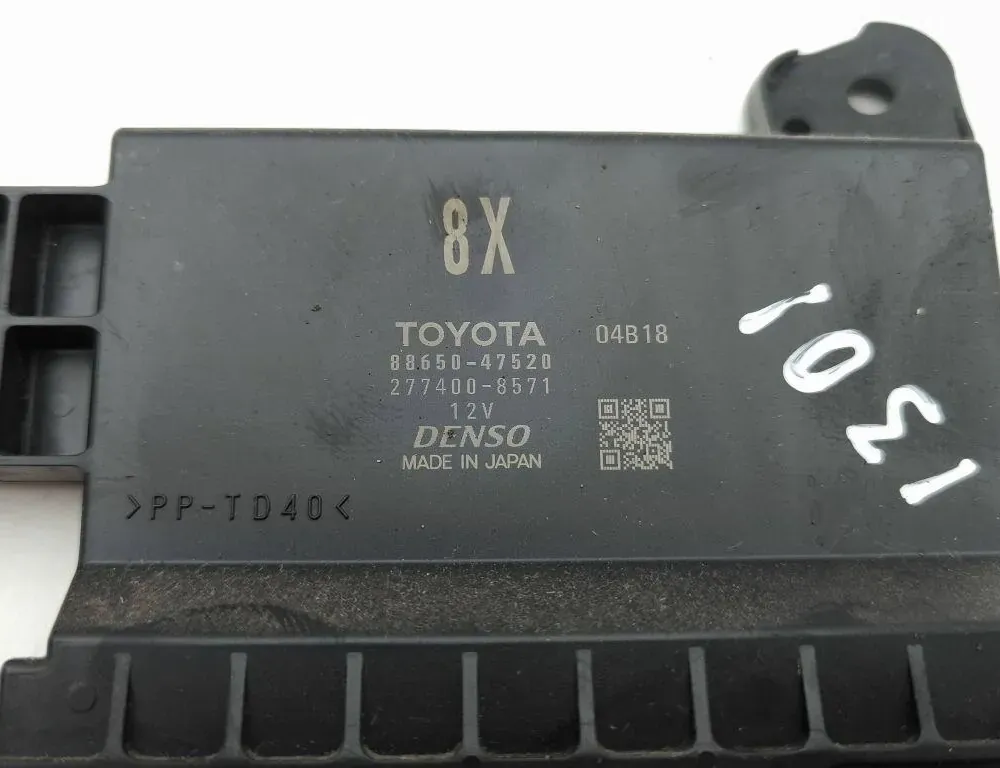 8X
TOYOTA 04B18
88650-47520
277400-8571
12V
DENSO
MADE IN JAPAN
>PP-TD40<
1301